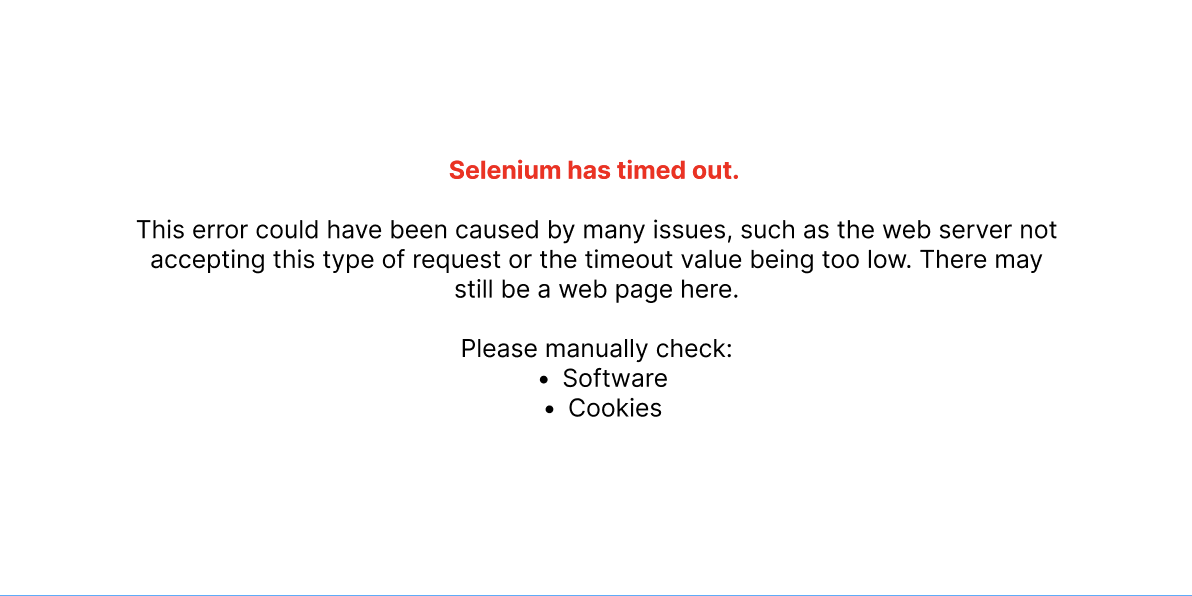 Selenium has timed out.
This error could have been caused by many issues, such as the web server not
accepting this type of request or the timeout value being too low. There may
still be a web page here.
Please manually check:
• Software
• Cookies